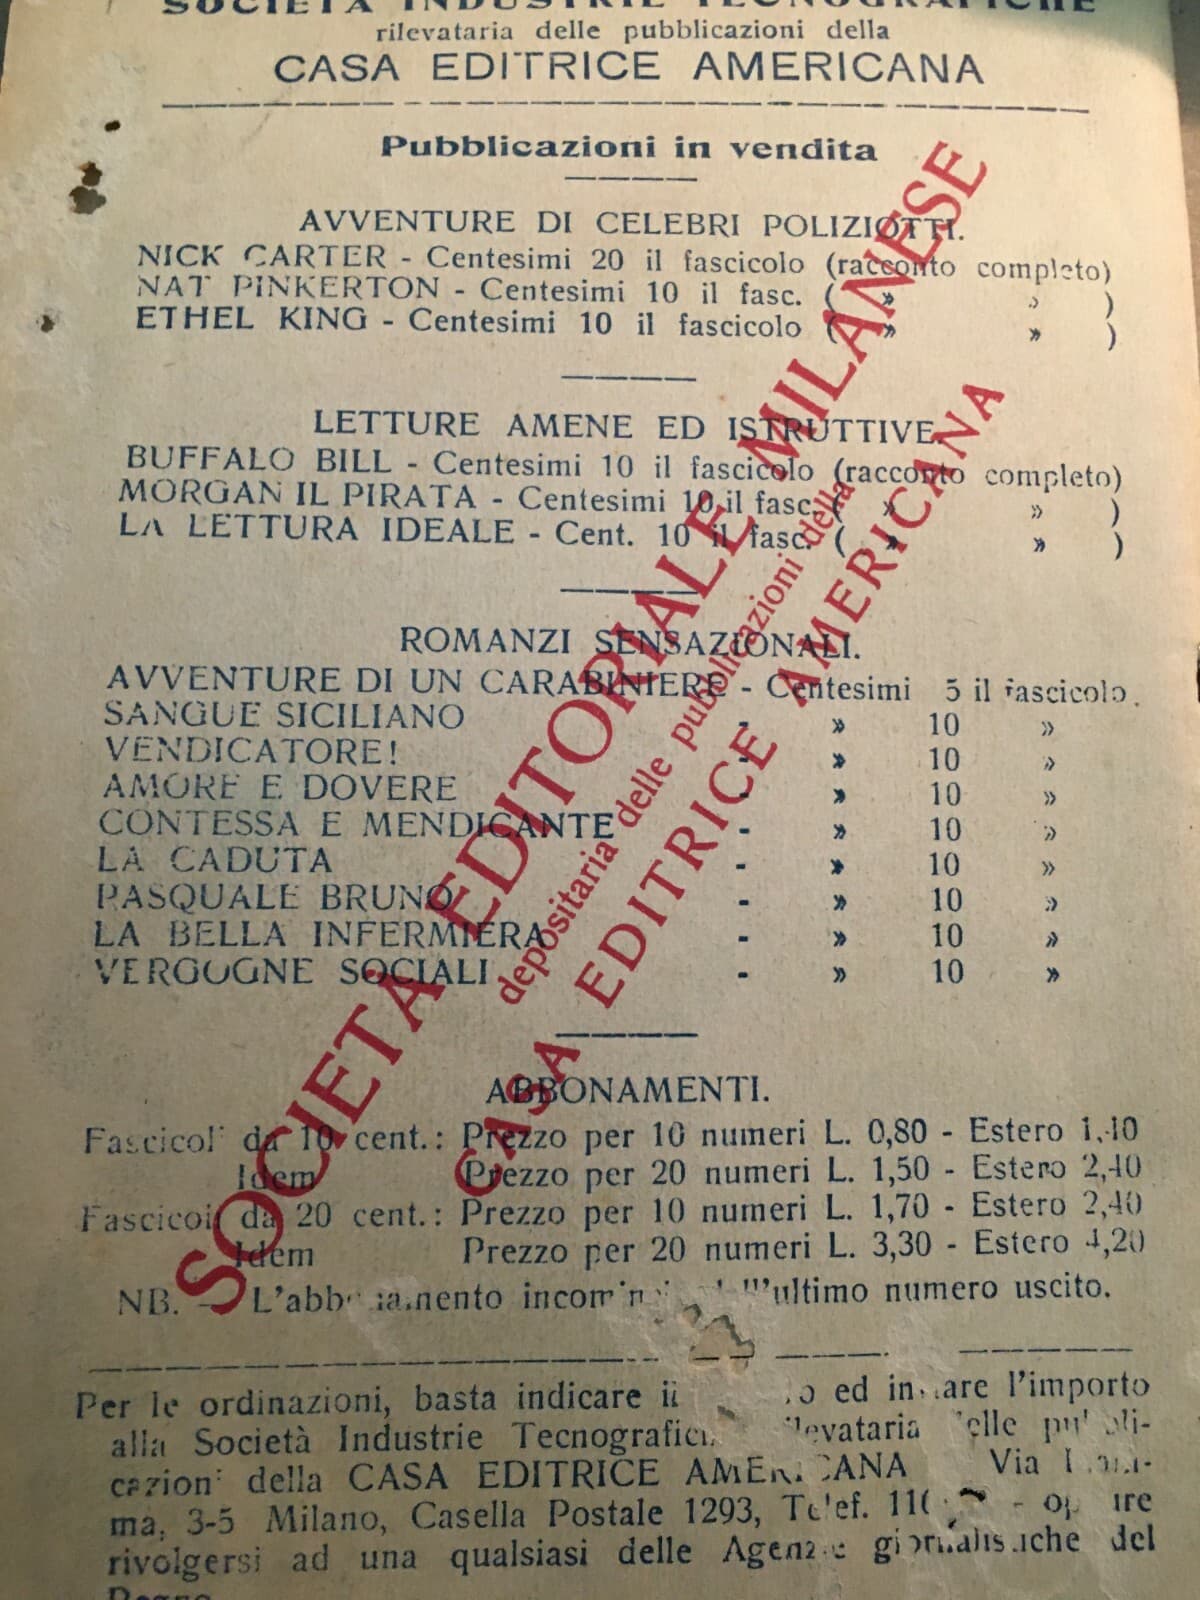 SOCIETÀ INDUSTRIE TECNOGRAFICHE
rilevataria delle pubblicazioni della
CASA EDITRICE AMERICANA
Pubblicazioni in vendita
AVVENTURE DI CELEBRI POLIZIOTTI.
NICK CARTER - Centesimi 20 il fascicolo (racconto completo)
NAT PINKERTON - Centesimi 10 il fasc. ( » » )
ETHEL KING - Centesimi 10 il fascicolo ( » » )
LETTURE AMENE ED ISTRUTTIVE.
BUFFALO BILL - Centesimi 10 il fascicolo (racconto completo)
MORGAN IL PIRATA - Centesimi 10 il fasc. ( » » )
LA LETTURA IDEALE - Cent. 10 il fasc. ( » » )
ROMANZI SENSAZIONALI.
AVVENTURE DI UN CARABINIERE - Centesimi 5 il fascicolo.
SANGUE SICILIANO - » 10 »
VENDICATORE! - » 10 »
AMORE E DOVERE - » 10 »
CONTESSA E MENDICANTE - » 10 »
LA CADUTA - » 10 »
PASQUALE BRUNO - » 10 »
LA BELLA INFERMIERA - » 10 »
VERGOGNE SOCIALI - » 10 »
ABBONAMENTI.
Fascicoli da 10 cent.: Prezzo per 10 numeri L. 0,80 - Estero 1,40
Idem Prezzo per 20 numeri L. 1,50 - Estero 2,40
Fascicoli da 20 cent.: Prezzo per 10 numeri L. 1,70 - Estero 2,40
Idem Prezzo per 20 numeri L. 3,30 - Estero 4,20
NB. - L'abbonamento incomincia dall'ultimo numero uscito.
Per le ordinazioni, basta indicare ed inviare l'importo
alla Società Industrie Tecnografiche rilevataria delle pubbli-
cazioni della CASA EDITRICE AMERICANA Via
ma, 3-5 Milano, Casella Postale 1293, Telef. oppure
rivolgersi ad una qualsiasi delle Agenzie giornalistiche del
Regno
SOCIETÀ EDITORIALE MILANESE
depositaria delle pubblicazioni della
CASA EDITRICE AMERICANA